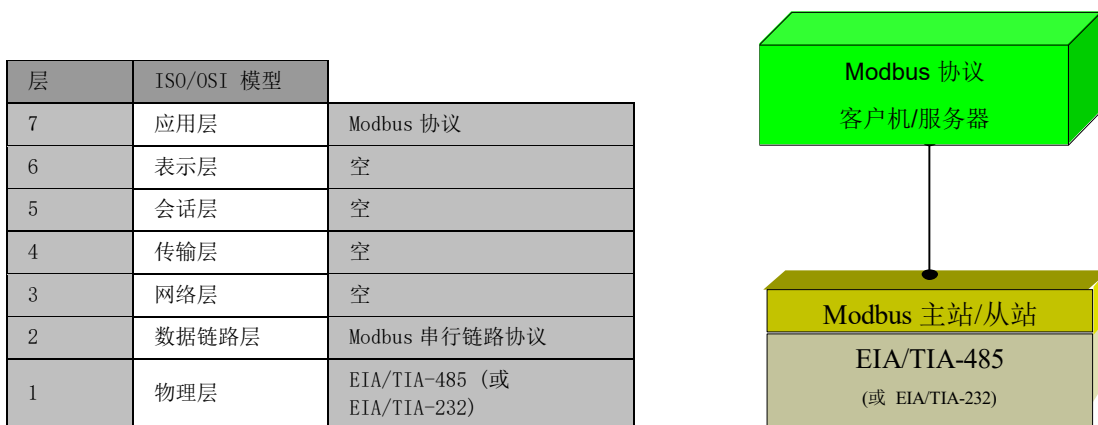 层 ISO/OSI 模型
7 应用层 Modbus 协议
6 表示层 空
5 会话层 空
4 传输层 空
3 网络层 空
2 数据链路层 Modbus 串行链路协议
1 物理层 EIA/TIA-485 (或
EIA/TIA-232)
Modbus 协议
客户机/服务器
Modbus 主站/从站
EIA/TIA-485
(或 EIA/TIA-232)